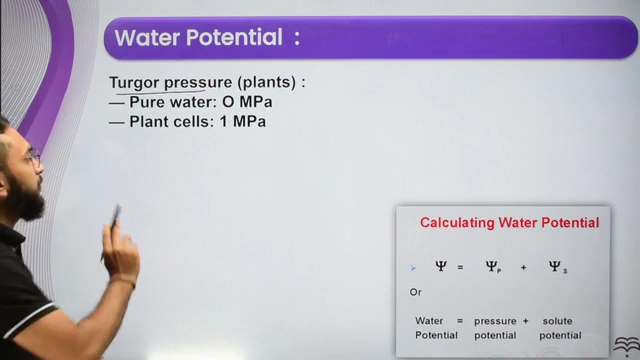 Water Potential :
Turgor pressure (plants) :
— Pure water: O MPa
— Plant cells: 1 MPa
Calculating Water Potential
➢ Ψ = ΨP + ΨS
Or
Water = pressure + solute
Potential potential potential